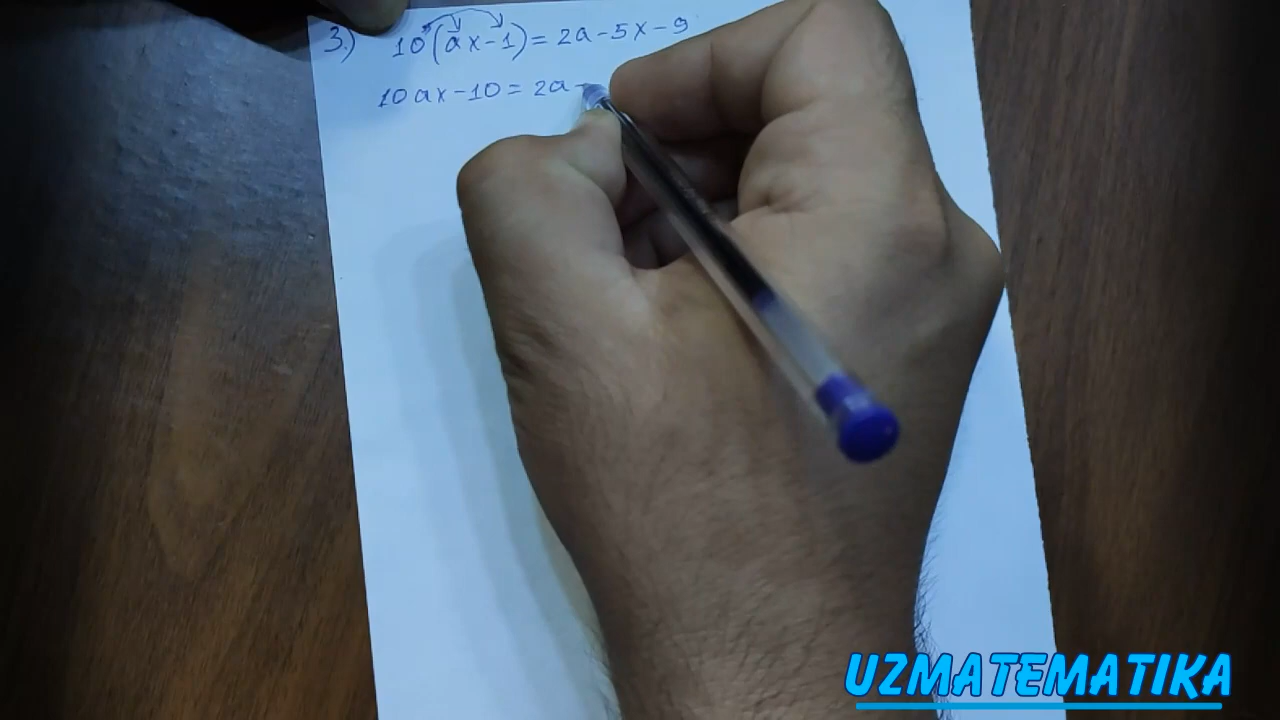 3.) 10(ax-1)= 2a-5x-9
10ax-10= 2a-
UZMATEMATIKA